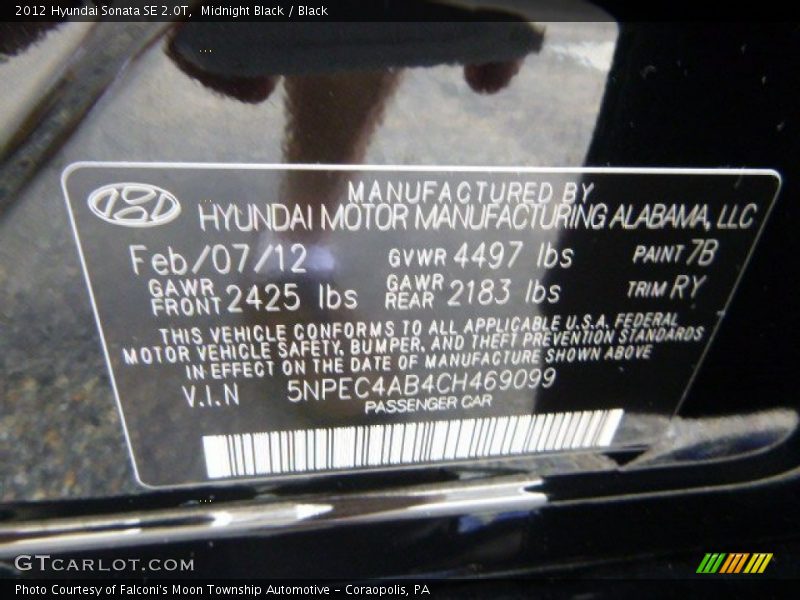 2012 Hyundai Sonata SE 2.0T, Midnight Black / Black
MANUFACTURED BY
HYUNDAI MOTOR MANUFACTURING ALABAMA, LLC
Feb/07/12 GVWR 4497 lbs PAINT 7B
GAWR FRONT 2425 lbs GAWR REAR 2183 lbs TRIM RY
THIS VEHICLE CONFORMS TO ALL APPLICABLE U.S.A. FEDERAL
MOTOR VEHICLE SAFETY, BUMPER, AND THEFT PREVENTION STANDARDS
IN EFFECT ON THE DATE OF MANUFACTURE SHOWN ABOVE
V.I.N 5NPEC4AB4CH469099
PASSENGER CAR
GTCARLOT.COM
Photo Courtesy of Falconi's Moon Township Automotive – Coraopolis, PA